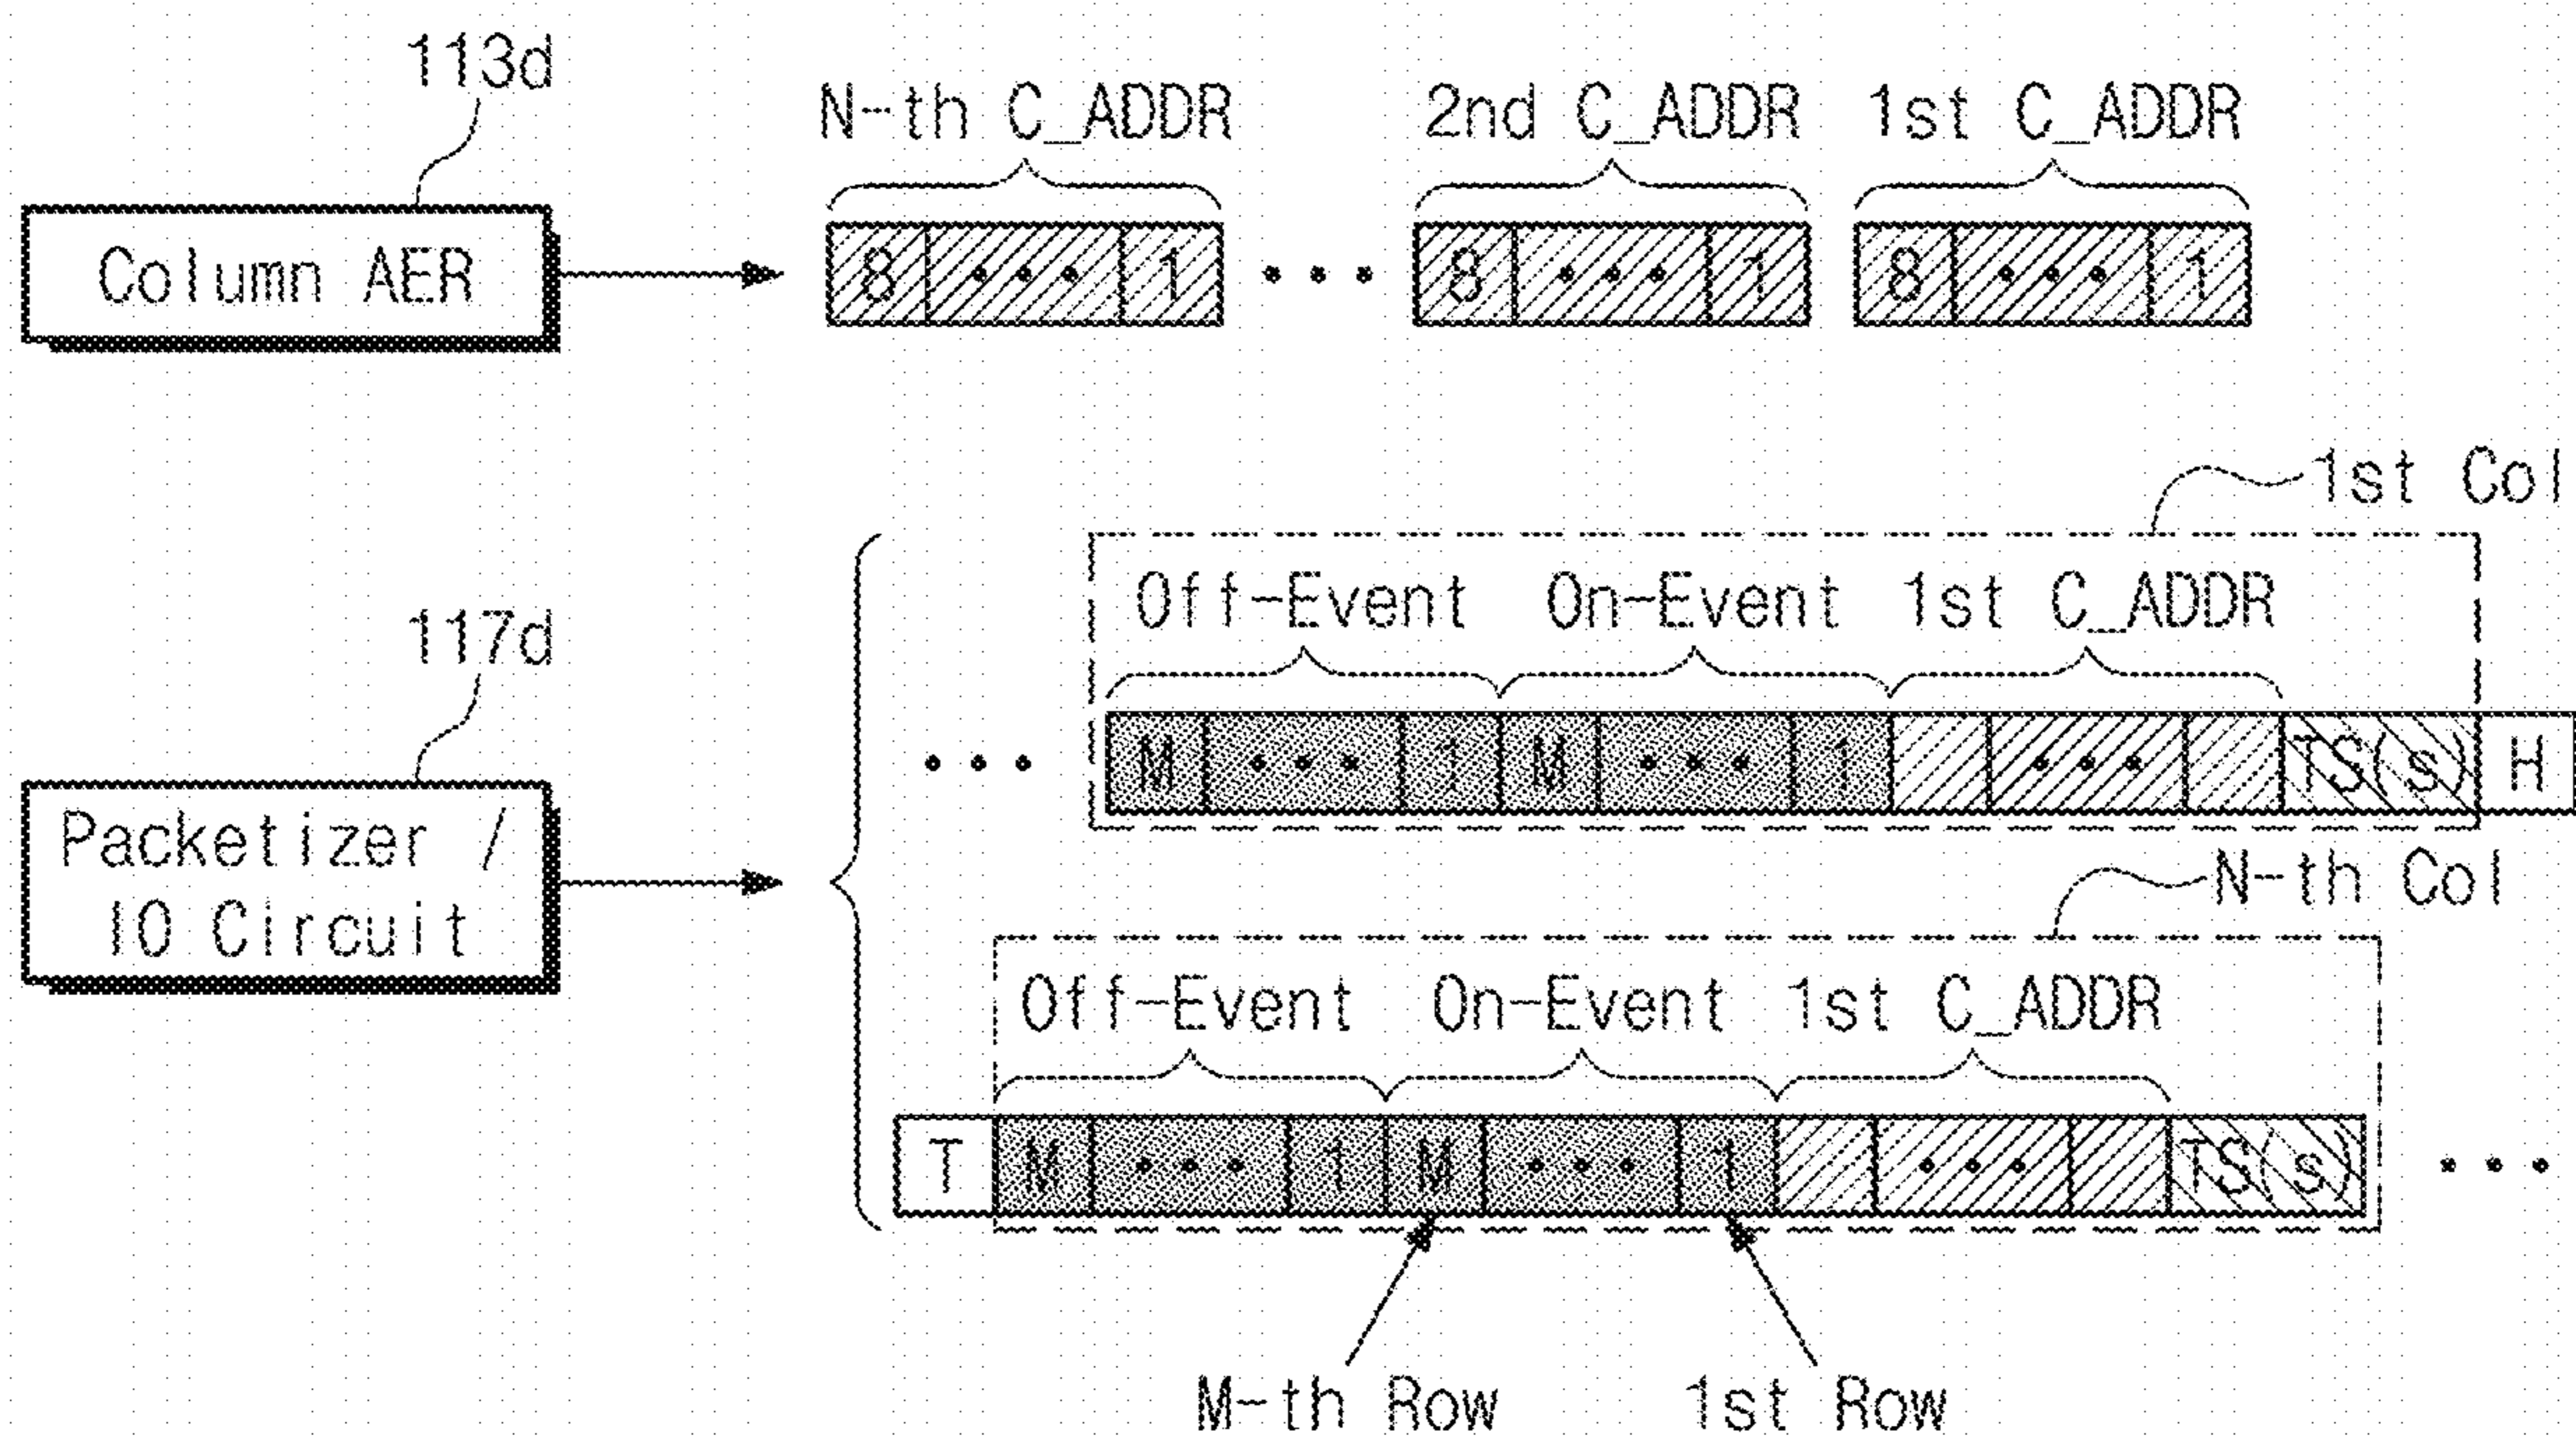 113d
N-th C_ADDR 2nd C_ADDR 1st C_ADDR
Column AER
8 ••• 1 ••• 8 ••• 1 8 ••• 1
1st Col
117d
Off-Event On-Event 1st C_ADDR
••• M ••• 1 M ••• 1 ••• TS(s) H
Packetizer /
IO Circuit
N-th Col
Off-Event On-Event 1st C_ADDR
T M ••• 1 M ••• 1 ••• TS(s) •••
M-th Row 1st Row